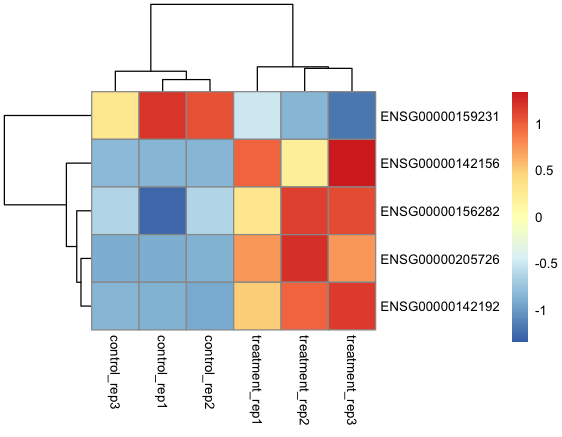 ENSG00000159231
ENSG00000142156
ENSG00000156282
ENSG00000205726
ENSG00000142192
1
0.5
0
-0.5
-1
control_rep3
control_rep1
control_rep2
treatment_rep1
treatment_rep2
treatment_rep3